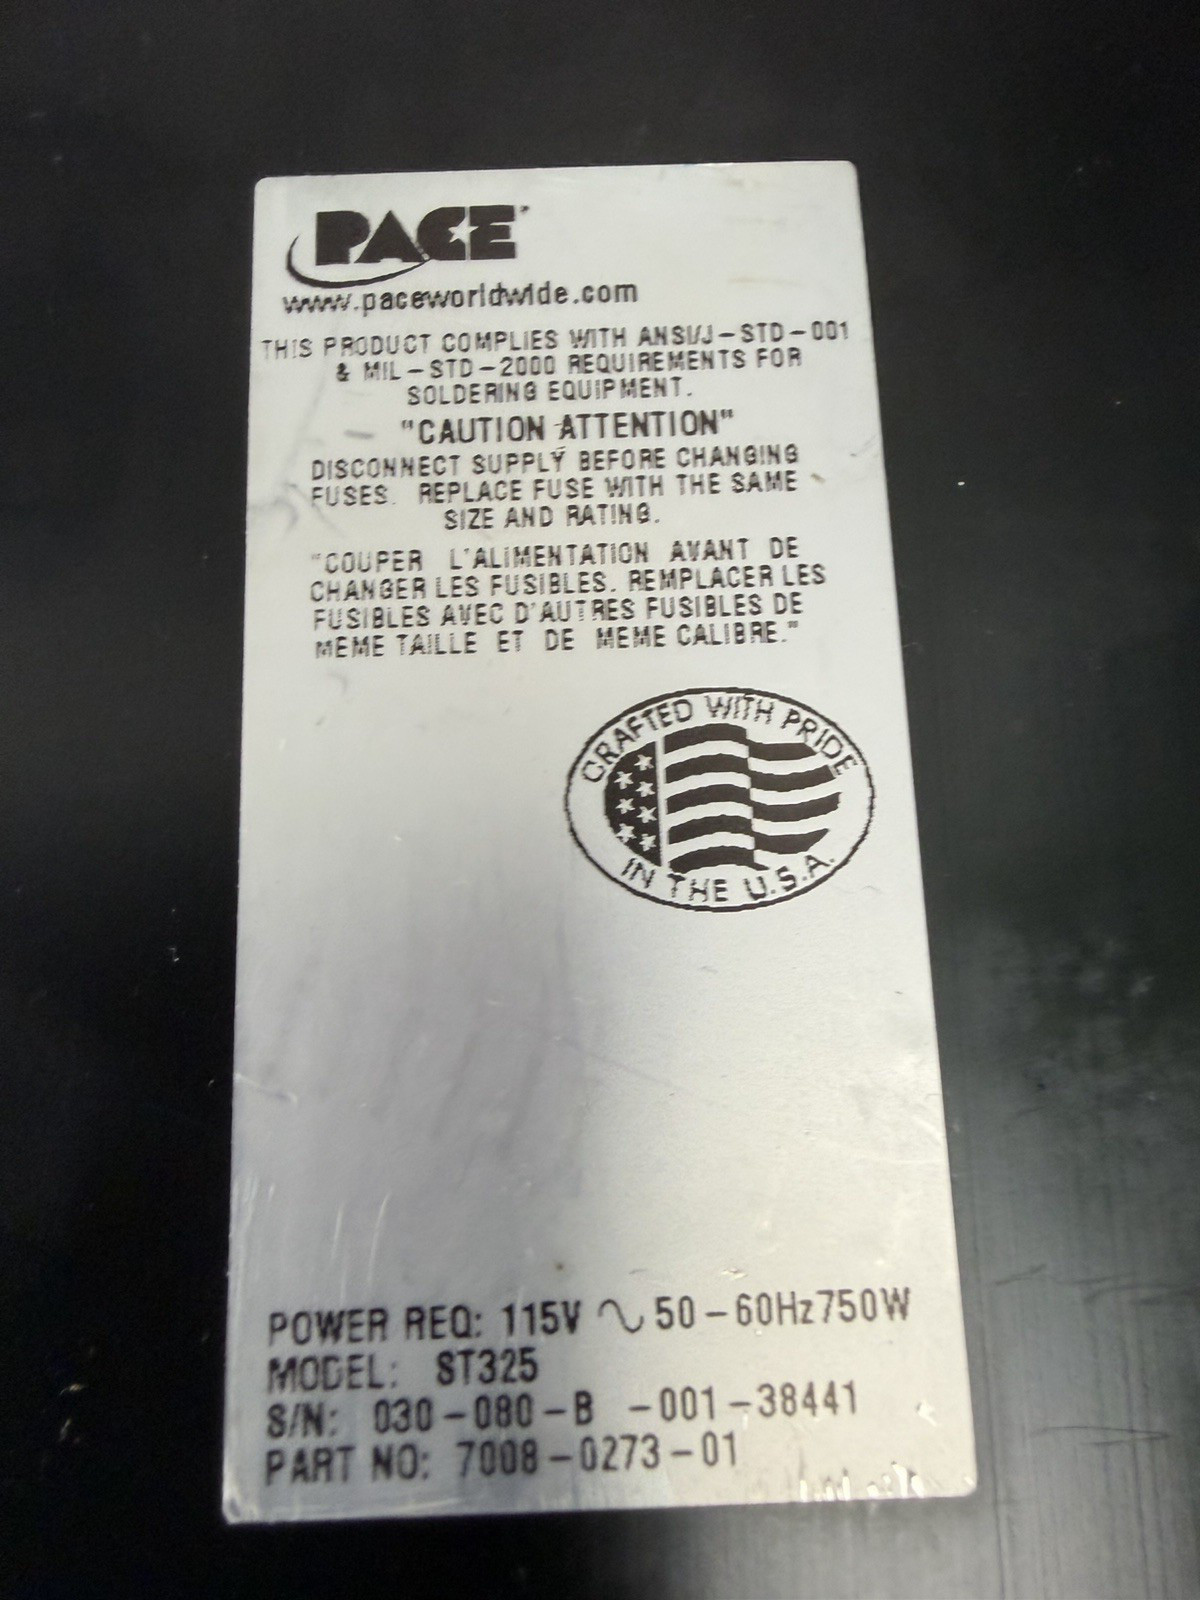 PACE
www.paceworldwide.com
THIS PRODUCT COMPLIES WITH ANSI/J-STD-001
& MIL-STD-2000 REQUIREMENTS FOR
SOLDERING EQUIPMENT.
"CAUTION ATTENTION"
DISCONNECT SUPPLY BEFORE CHANGING
FUSES. REPLACE FUSE WITH THE SAME
SIZE AND RATING.
"COUPER L'ALIMENTATION AVANT DE
CHANGER LES FUSIBLES. REMPLACER LES
FUSIBLES AVEC D'AUTRES FUSIBLES DE
MEME TAILLE ET DE MEME CALIBRE."
CRAFTED WITH PRIDE
IN THE U.S.A.
POWER REQ: 115V ∿ 50-60Hz 750W
MODEL: ST325
S/N: 030-080-B -001-38441
PART NO: 7008-0273-01